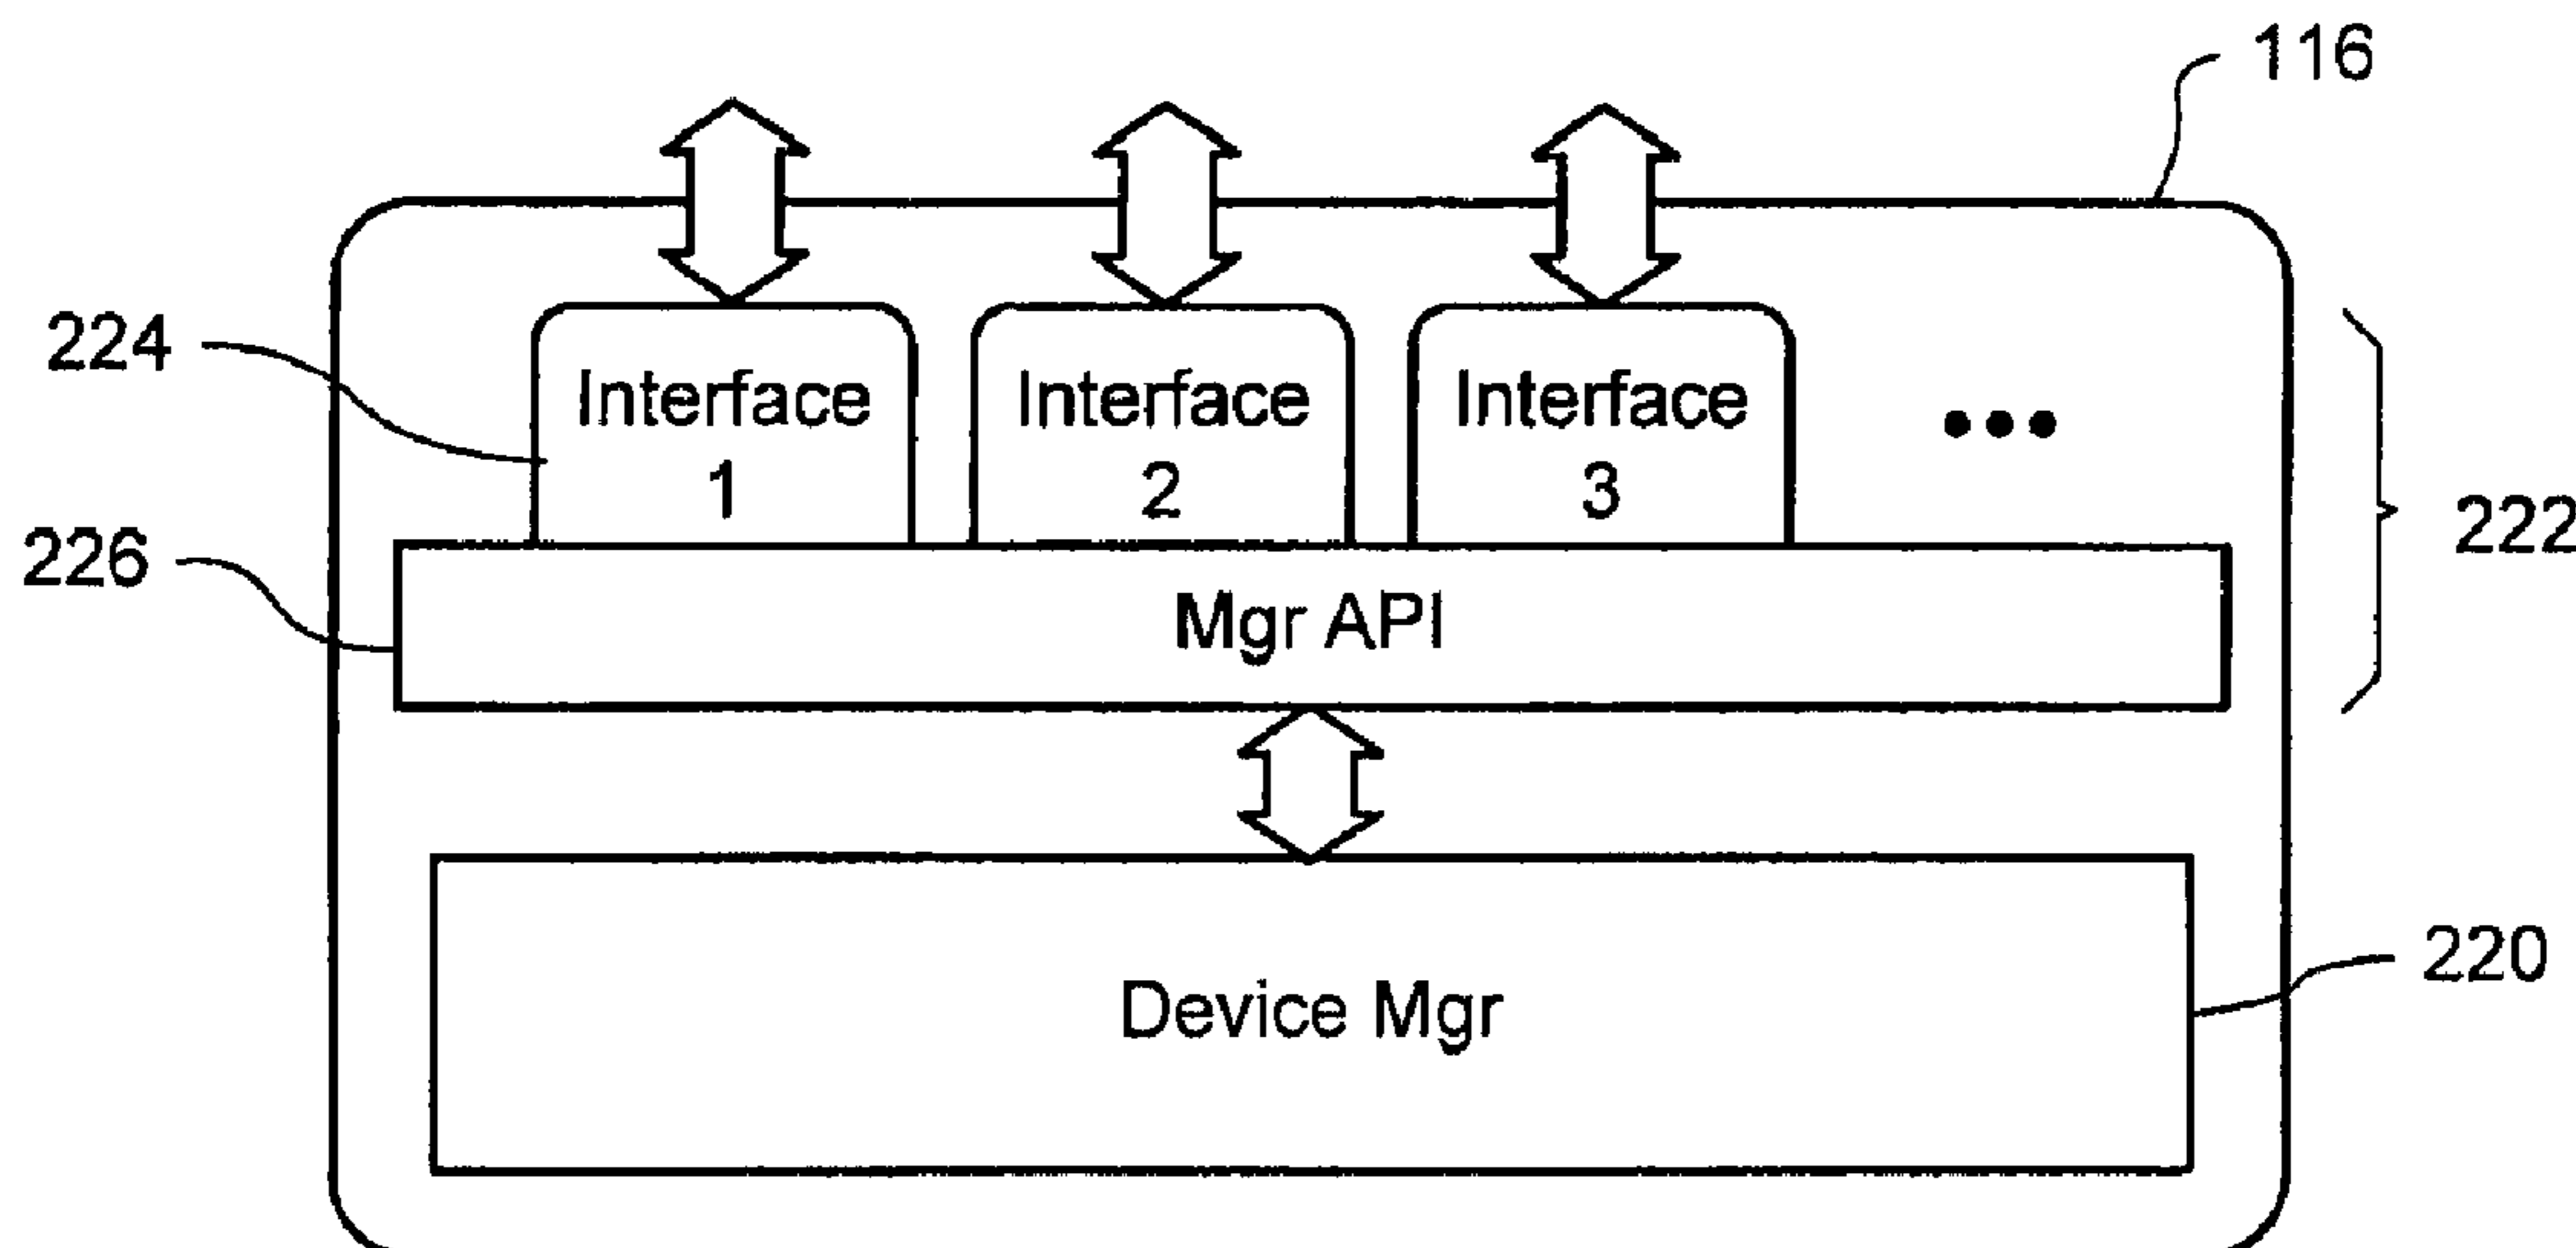 116
224
Interface
1
Interface
2
Interface
3
•••
222
226
Mgr API
Device Mgr
220